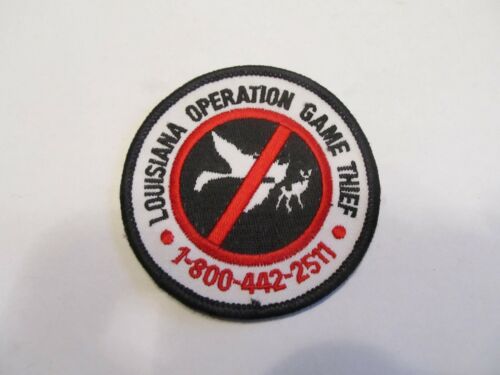 LOUISIANA OPERATION GAME THIEF
1-800-442-2511